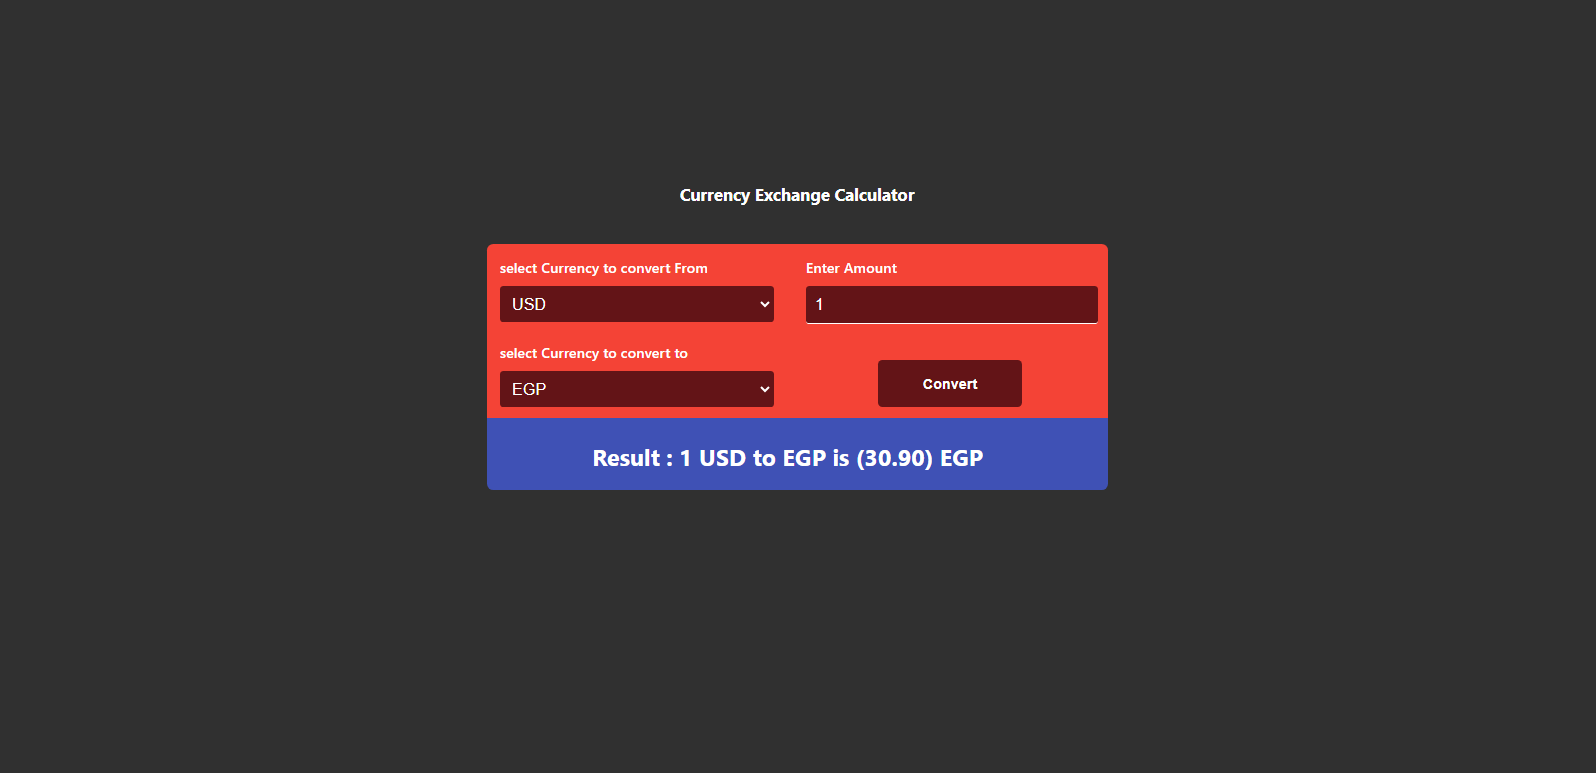 Currency Exchange Calculator
select Currency to convert From
USD
Enter Amount
1
select Currency to convert to
EGP
Convert
Result : 1 USD to EGP is (30.90) EGP